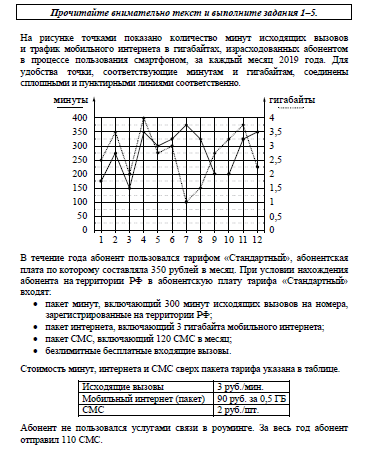 Прочитайте внимательно текст и выполните задания 1–5.
На рисунке точками показано количество минут исходящих вызовов
и трафик мобильного интернета в гигабайтах, израсходованных абонентом
в процессе пользования смартфоном, за каждый месяц 2019 года. Для
удобства точки, соответствующие минутам и гигабайтам, соединены
сплошными и пунктирными линиями соответственно.
минуты гигабайты
400 4
350 3,5
300 3
250 2,5
200 2
150 1,5
100 1
50 0,5
0 0
1 2 3 4 5 6 7 8 9 10 11 12
В течение года абонент пользовался тарифом «Стандартный», абонентская
плата по которому составляла 350 рублей в месяц. При условии нахождения
абонента на территории РФ в абонентскую плату тарифа «Стандартный»
входят:
• пакет минут, включающий 300 минут исходящих вызовов на номера,
зарегистрированные на территории РФ;
• пакет интернета, включающий 3 гигабайта мобильного интернета;
• пакет СМС, включающий 120 СМС в месяц;
• безлимитные бесплатные входящие вызовы.
Стоимость минут, интернета и СМС сверх пакета тарифа указана в таблице.
Исходящие вызовы 3 руб./мин.
Мобильный интернет (пакет) 90 руб. за 0,5 ГБ
СМС 2 руб./шт.
Абонент не пользовался услугами связи в роуминге. За весь год абонент
отправил 110 СМС.